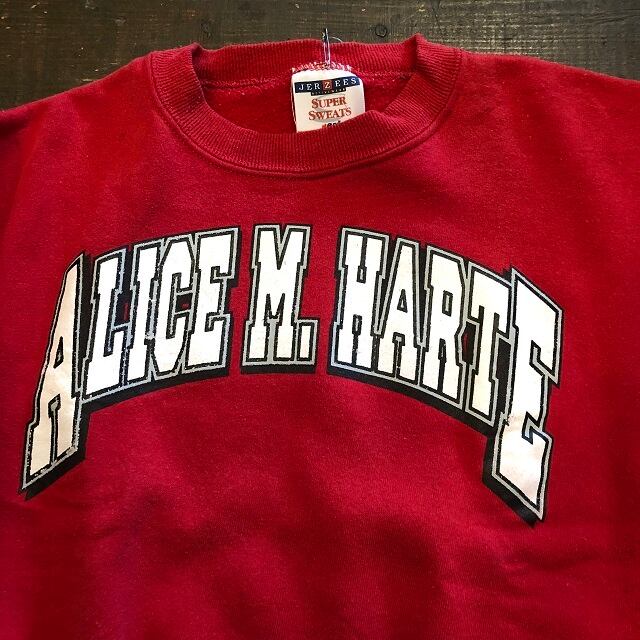 JERZEES
SUPER
SWEATS
ALICE M. HARTE